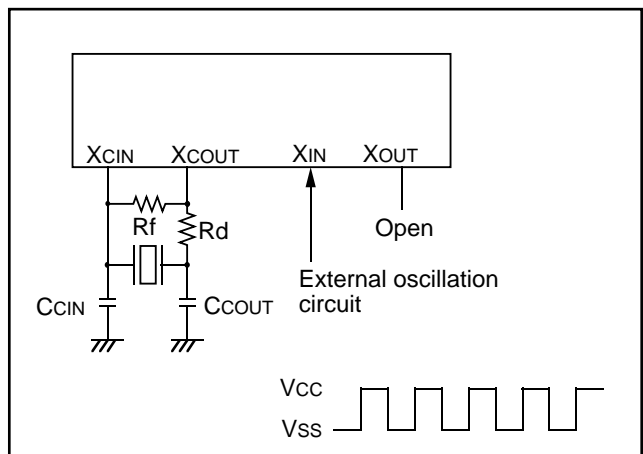 XCIN XCOUT XIN XOUT
Rf
Rd
Open
External oscillation
circuit
CCIN
CCOUT
VCC
VSS